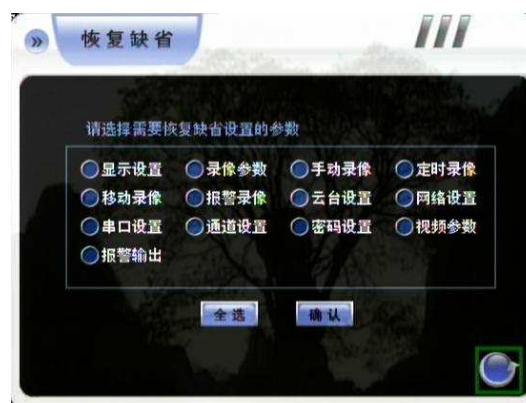 恢复缺省
请选择需要恢复缺省设置的参数
显示设置 录像参数 手动录像 定时录像
移动录像 报警录像 云台设置 网络设置
串口设置 通道设置 密码设置 视频参数
报警输出
全选 确认